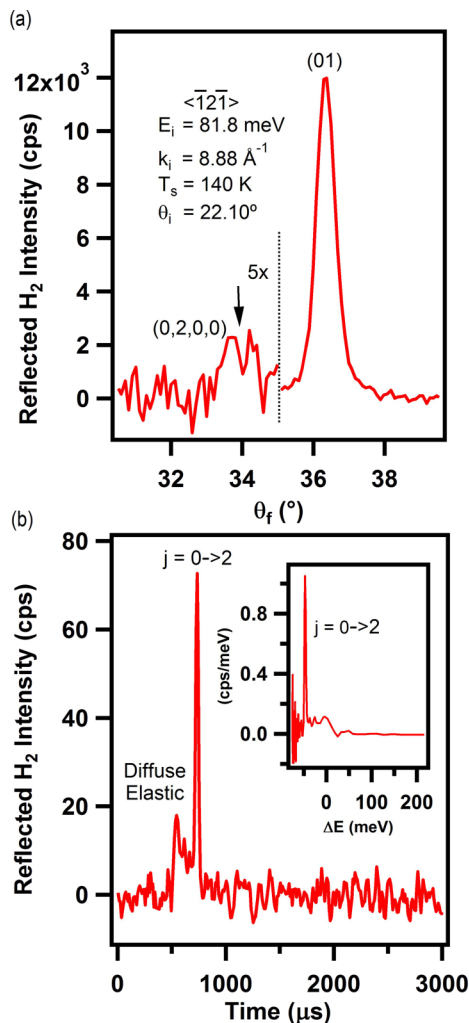 (a)
12x10³
10
8
6
4
2
0
Reflected H₂ Intensity (cps)
<1̅21̅>
Eᵢ = 81.8 meV
kᵢ = 8.88 Å⁻¹
Tₛ = 140 K
θᵢ = 22.10º
(01)
5x
(0,2,0,0)
32 34 36 38
θf (°)
(b)
80
60
40
20
0
Reflected H₂ Intensity (cps)
j = 0->2
Diffuse
Elastic
0.8
0.4
0.0
(cps/meV)
j = 0->2
0 100 200
ΔE (meV)
0 1000 2000 3000
Time (μs)